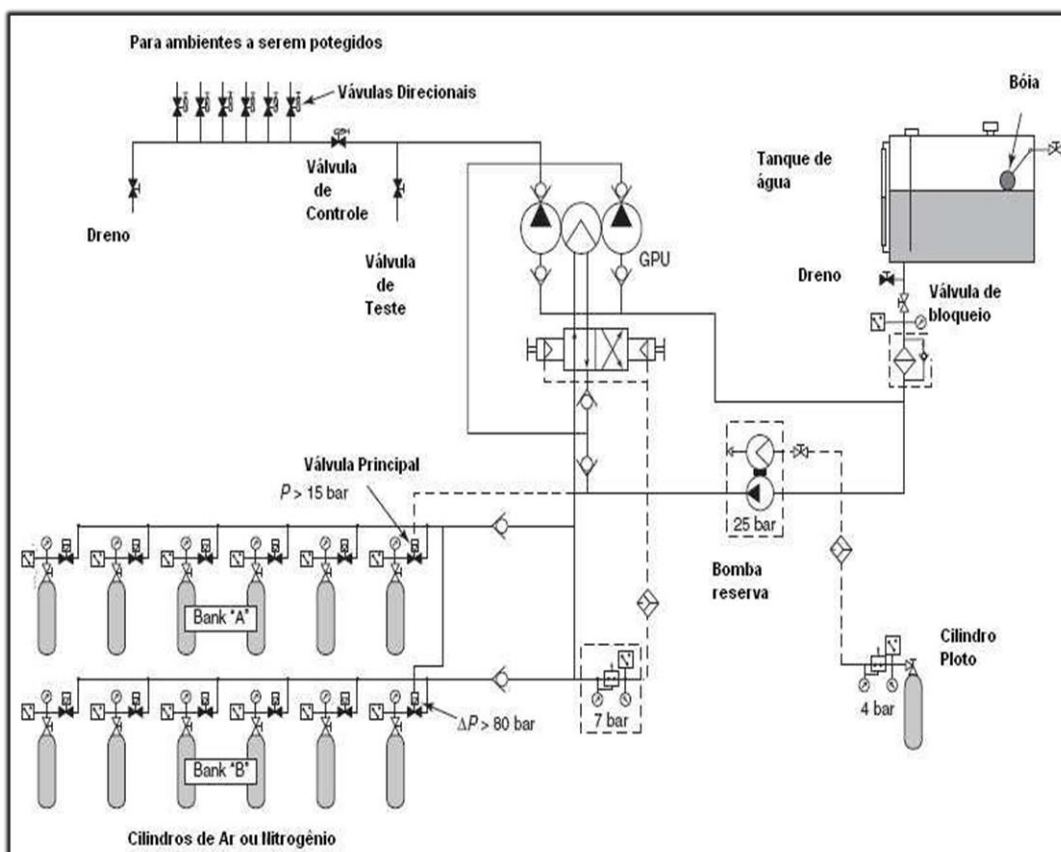 Para ambientes a serem potegidos
Vávulas Direcionais
Bóia
Tanque de
água
Válvula
de
Controle
Dreno
Válvula
de
Teste
GPU
Dreno
Válvula de
bloqueio
Válvula Principal
P > 15 bar
25 bar
Bomba
reserva
Bank "A"
Cilindro
Ploto
4 bar
7 bar
ΔP > 80 bar
Bank "B"
Cilindros de Ar ou Nitrogênio